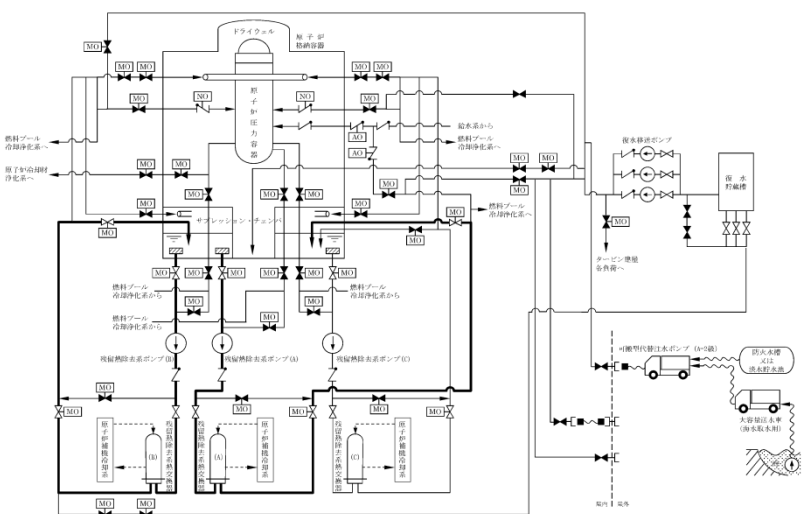 ドライウェル
原子炉
格納容器
MO
MO
MO
MO
MO
MO
NO
NO
MO
原子炉圧力容器
燃料プール
冷却浄化系へ
給水系から
燃料プール
冷却浄化系へ
AO
AO
復水移送ポンプ
復水
貯蔵槽
原子炉冷却材
浄化系へ
MO
MO
MO
MO
MO
MO
MO
MO
MO
サプレッション・チェンバ
MO
MO
燃料プール
冷却浄化系へ
MO
MO
MO
タービン建屋
各負荷へ
MO
MO
MO
MO
MO
MO
燃料プール
冷却浄化系から
燃料プール
冷却浄化系から
燃料プール
冷却浄化系から
MO
MO
MO
残留熱除去系ポンプ(B)
残留熱除去系ポンプ(A)
残留熱除去系ポンプ(C)
可搬型代替注水ポンプ (A-2級)
防火水槽
又は
淡水貯水池
大容量送水車
(海水取水用)
海
MO
MO
MO
MO
MO
MO
MO
原子炉補機冷却系
(B)
残留熱除去系熱交換器
(A)
残留熱除去系熱交換器
原子炉補機冷却系
残留熱除去系熱交換器
(C)
原子炉補機冷却系
MO
MO
屋内
屋外